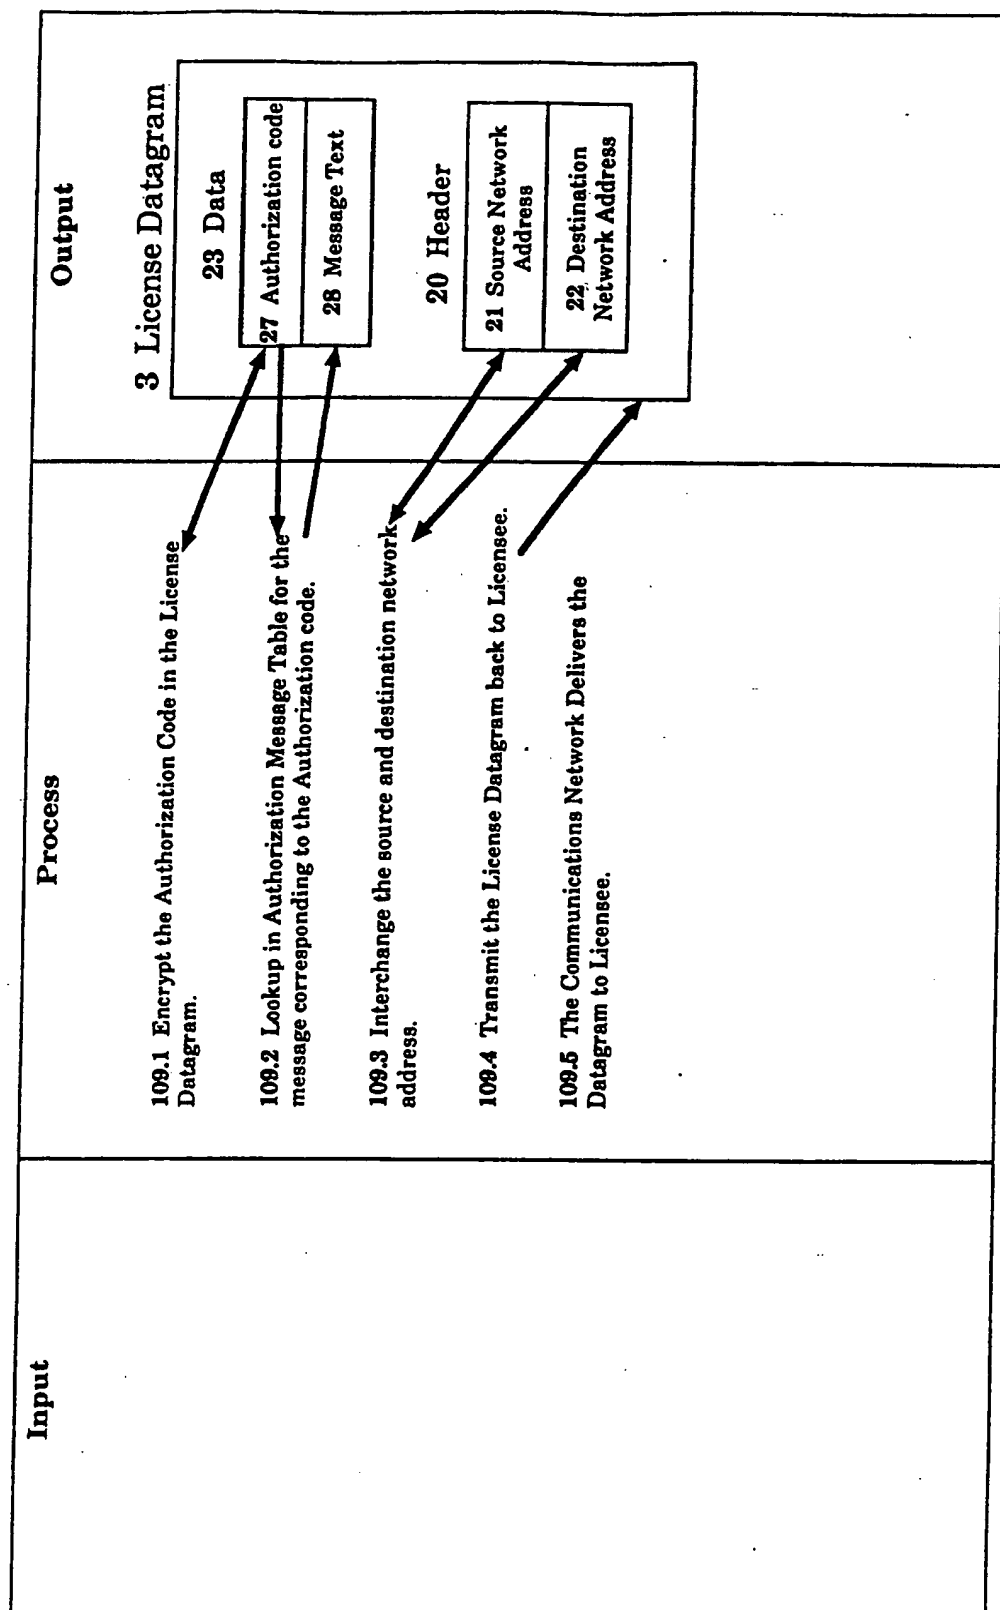 Input
Process
Output
109.1 Encrypt the Authorization Code in the License
Datagram.
109.2 Lookup in Authorization Message Table for the
message corresponding to the Authorization code.
109.3 Interchange the source and destination network
address.
109.4 Transmit the License Datagram back to Licensee.
109.5 The Communications Network Delivers the
Datagram to Licensee.
3 License Datagram
23 Data
27 Authorization code
28 Message Text
20 Header
21 Source Network
Address
22 Destination
Network Address